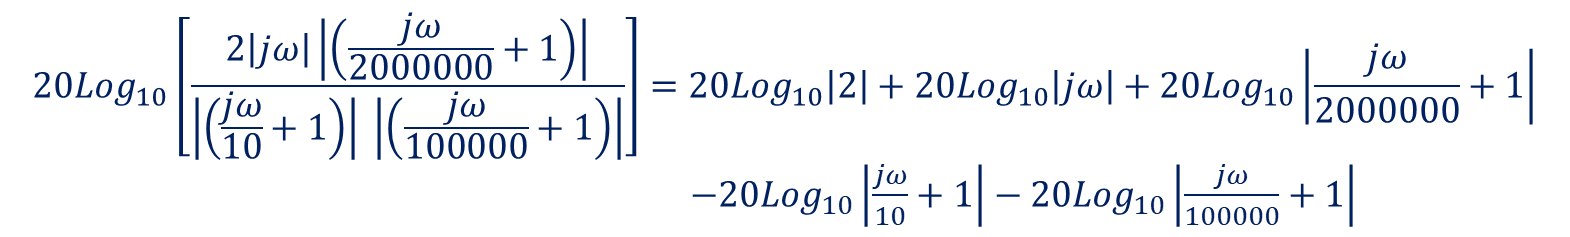 20Log₁₀ [ 2|jω| |(jω/2000000 + 1)| / |(jω/10 + 1)| |(jω/100000 + 1)| ] = 20Log₁₀|2| + 20Log₁₀|jω| + 20Log₁₀ |jω/2000000 + 1|
−20Log₁₀ |jω/10 + 1| − 20Log₁₀ |jω/100000 + 1|